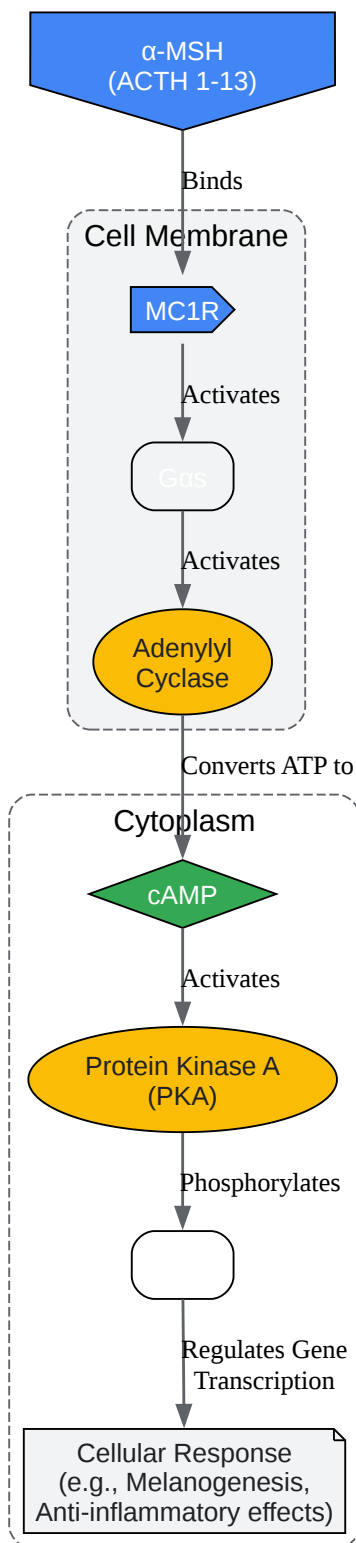 α-MSH
(ACTH 1-13)
Binds
Cell Membrane
MC1R
Activates
Gαs
Activates
Adenylyl
Cyclase
Converts ATP to
Cytoplasm
cAMP
Activates
Protein Kinase A
(PKA)
Phosphorylates
Regulates Gene
Transcription
Cellular Response
(e.g., Melanogenesis,
Anti-inflammatory effects)